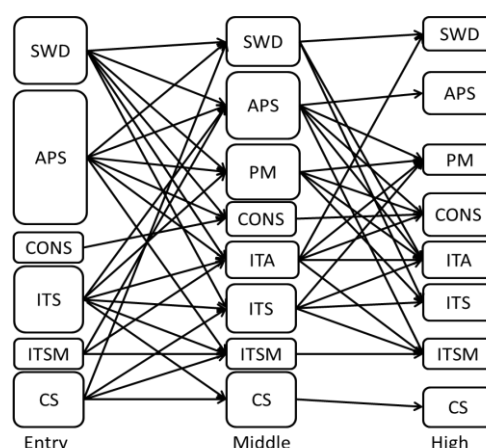 SWD
APS
CONS
ITS
ITSM
CS
Entry
SWD
APS
PM
CONS
ITA
ITS
ITSM
CS
Middle
SWD
APS
PM
CONS
ITA
ITS
ITSM
CS
High